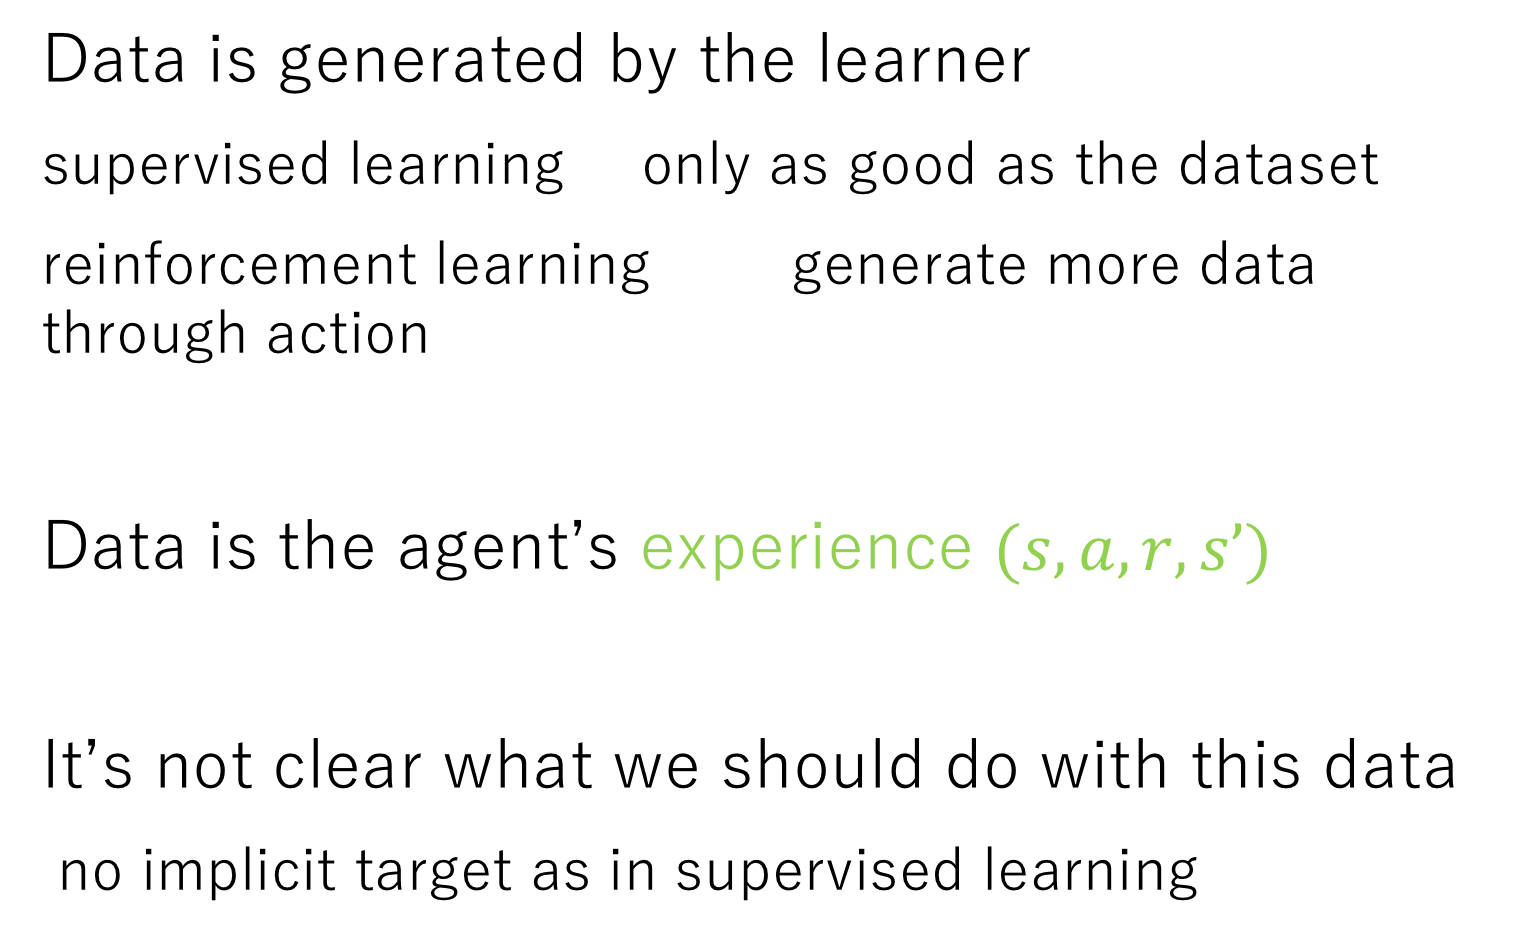 Data is generated by the learner
supervised learning only as good as the dataset
reinforcement learning generate more data
through action
Data is the agent’s experience (s, a, r, s’)
It’s not clear what we should do with this data
no implicit target as in supervised learning